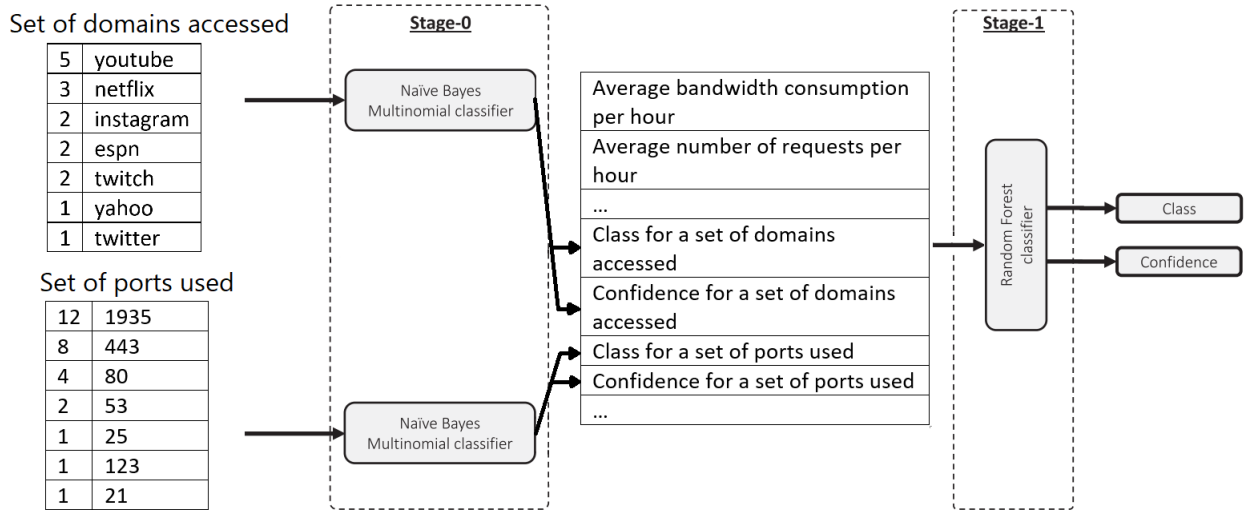 Set of domains accessed
5 youtube
3 netflix
2 instagram
2 espn
2 twitch
1 yahoo
1 twitter
Set of ports used
12 1935
8 443
4 80
2 53
1 25
1 123
1 21
Stage-0
Naïve Bayes
Multinomial classifier
Naïve Bayes
Multinomial classifier
Average bandwidth consumption
per hour
Average number of requests per
hour
...
Class for a set of domains
accessed
Confidence for a set of domains
accessed
Class for a set of ports used
Confidence for a set of ports used
...
Stage-1
Random Forest
classifier
Class
Confidence